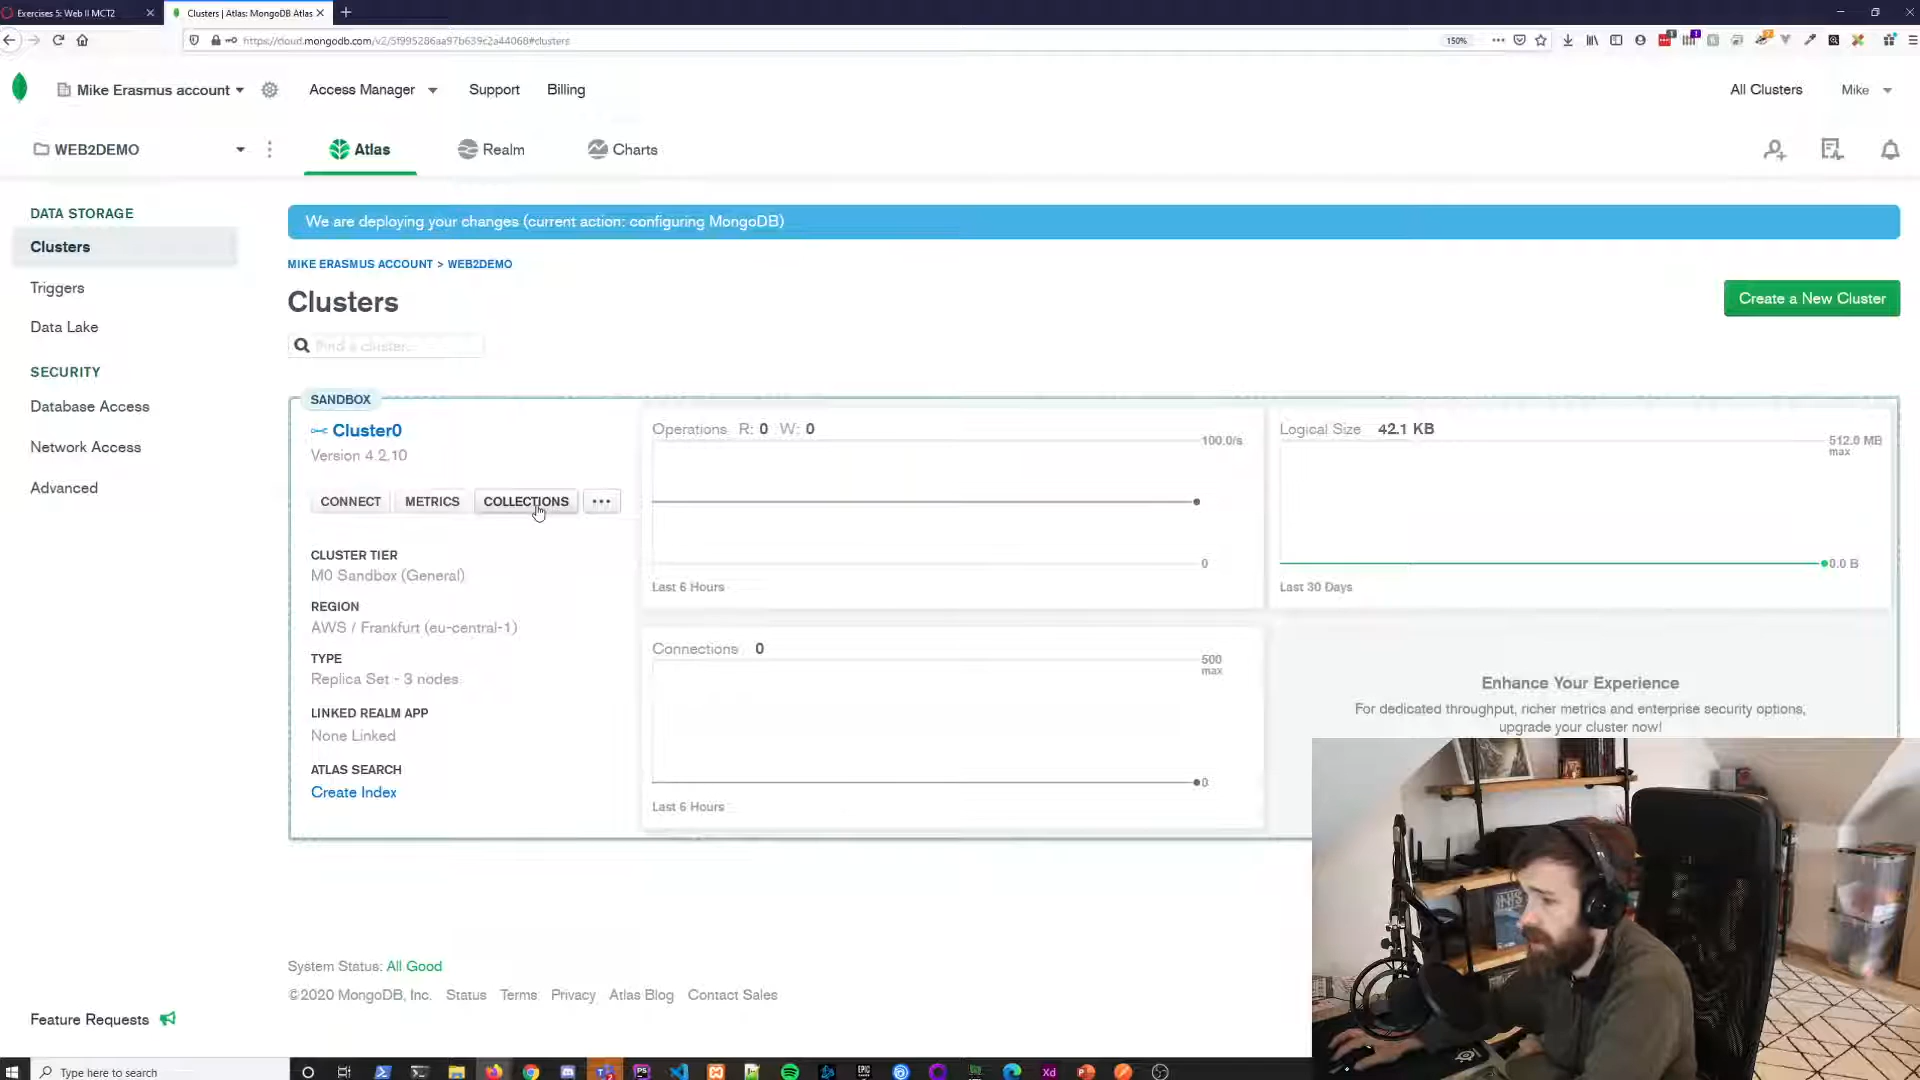 Exercises 5: Web II MCT2
Clusters | Atlas: MongoDB Atlas
https://cloud.mongodb.com/v2/5f995286aa97b639c2a44068#clusters
150%
Mike Erasmus account
Access Manager
Support
Billing
All Clusters
Mike
WEB2DEMO
Atlas
Realm
Charts
DATA STORAGE
Clusters
Triggers
Data Lake
SECURITY
Database Access
Network Access
Advanced
Feature Requests
We are deploying your changes (current action: configuring MongoDB)
MIKE ERASMUS ACCOUNT > WEB2DEMO
Clusters
Create a New Cluster
Find a cluster...
SANDBOX
Cluster0
Version 4.2.10
CONNECT
METRICS
COLLECTIONS
CLUSTER TIER
M0 Sandbox (General)
REGION
AWS / Frankfurt (eu-central-1)
TYPE
Replica Set - 3 nodes
LINKED REALM APP
None Linked
ATLAS SEARCH
Create Index
Operations R: 0 W: 0
100.0/s
0
Last 6 Hours
Logical Size 42.1 KB
512.0 MB
max
0.0 B
Last 30 Days
Connections 0
500
max
0
Last 6 Hours
Enhance Your Experience
For dedicated throughput, richer metrics and enterprise security options,
upgrade your cluster now!
System Status: All Good
©2020 MongoDB, Inc. Status Terms Privacy Atlas Blog Contact Sales
Type here to search